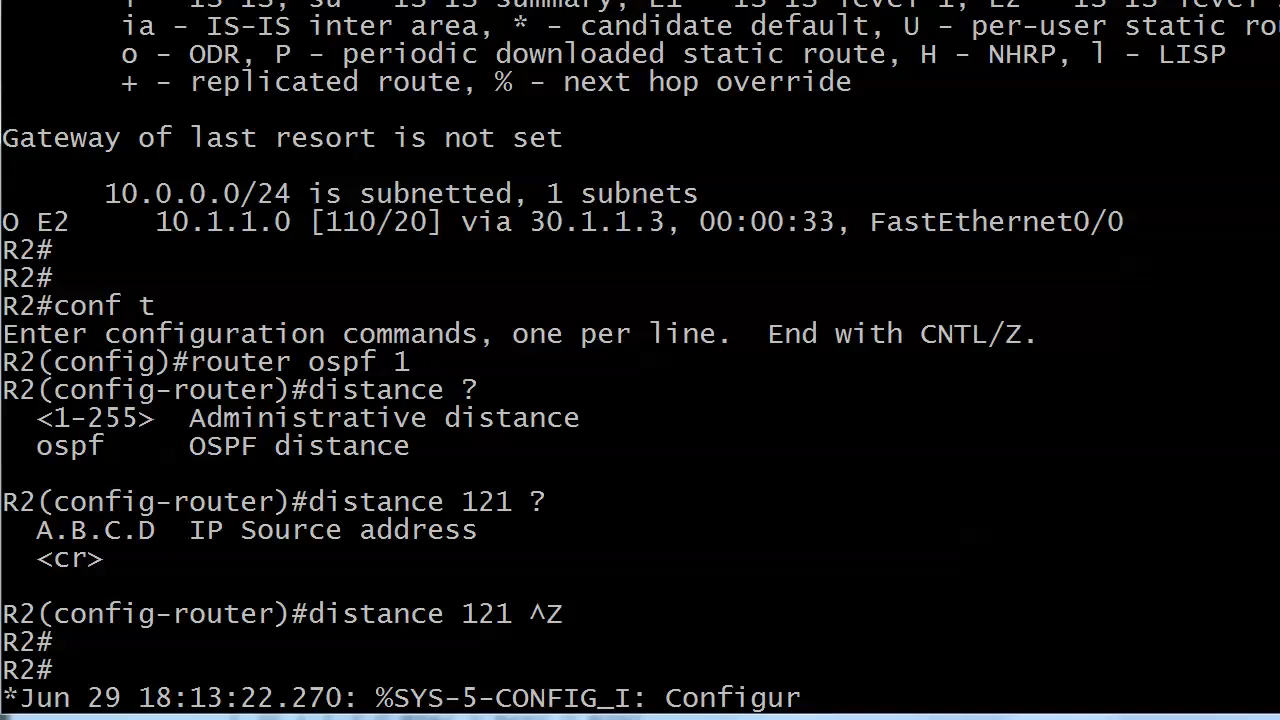 ia - IS-IS inter area, * - candidate default, U - per-user static
o - ODR, P - periodic downloaded static route, H - NHRP, l - LISP
+ - replicated route, % - next hop override
Gateway of last resort is not set
10.0.0.0/24 is subnetted, 1 subnets
O E2 10.1.1.0 [110/20] via 30.1.1.3, 00:00:33, FastEthernet0/0
R2#
R2#
R2#conf t
Enter configuration commands, one per line. End with CNTL/Z.
R2(config)#router ospf 1
R2(config-router)#distance ?
<1-255> Administrative distance
ospf OSPF distance
R2(config-router)#distance 121 ?
A.B.C.D IP Source address
<cr>
R2(config-router)#distance 121 ^Z
R2#
R2#
*Jun 29 18:13:22.270: %SYS-5-CONFIG_I: Configur